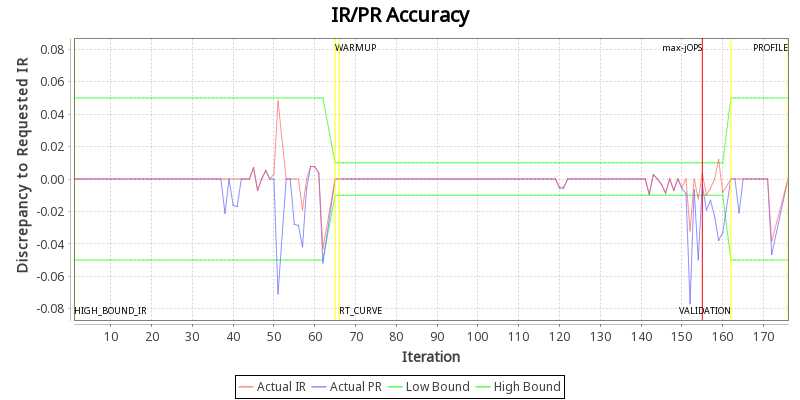 IR/PR Accuracy
Discrepancy to Requested IR
0.08
0.06
0.04
0.02
0.00
-0.02
-0.04
-0.06
-0.08
WARMUP
max-jOPS
PROFILE
HIGH_BOUND_IR
RT_CURVE
VALIDATION
10 20 30 40 50 60 70 80 90 100 110 120 130 140 150 160 170
Iteration
Actual IR Actual PR Low Bound High Bound